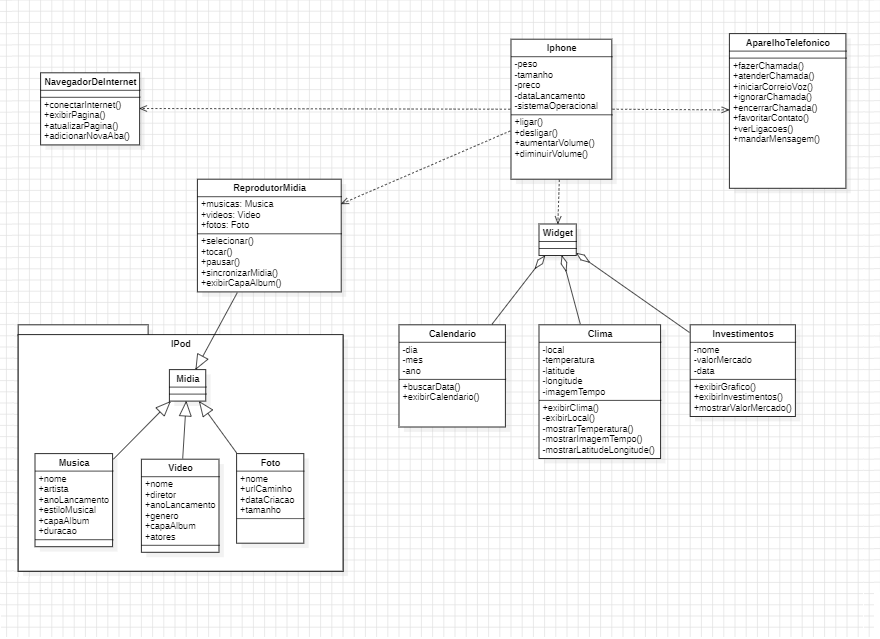 NavegadorDeInternet
+conectarInternet()
+exibirPagina()
+atualizarPagina()
+adicionarNovaAba()
Iphone
-peso
-tamanho
-preco
-dataLancamento
-sistemaOperacional
+ligar()
+desligar()
+aumentarVolume()
+diminuirVolume()
AparelhoTelefonico
+fazerChamada()
+atenderChamada()
+iniciarCorreioVoz()
+ignorarChamada()
+encerrarChamada()
+favoritarContato()
+verLigacoes()
+mandarMensagem()
ReprodutorMidia
+musicas: Musica
+videos: Video
+fotos: Foto
+selecionar()
+tocar()
+pausar()
+sincronizarMidia()
+exibirCapaAlbum()
Widget
Calendario
-dia
-mes
-ano
+buscarData()
+exibirCalendario()
Clima
-local
-temperatura
-latitude
-longitude
-imagemTempo
+exibirClima()
-exibirLocal()
-mostrarTemperatura()
-mostrarImagemTempo()
-mostrarLatitudeLongitude()
Investimentos
-nome
-valorMercado
-data
+exibirGrafico()
+exibirInvestimentos()
+mostrarValorMercado()
IPod
Midia
Musica
+nome
+artista
+anoLancamento
+estiloMusical
+capaAlbum
+duracao
Video
+nome
+diretor
+anoLancamento
+genero
+capaAlbum
+atores
Foto
+nome
+urlCaminho
+dataCriacao
+tamanho